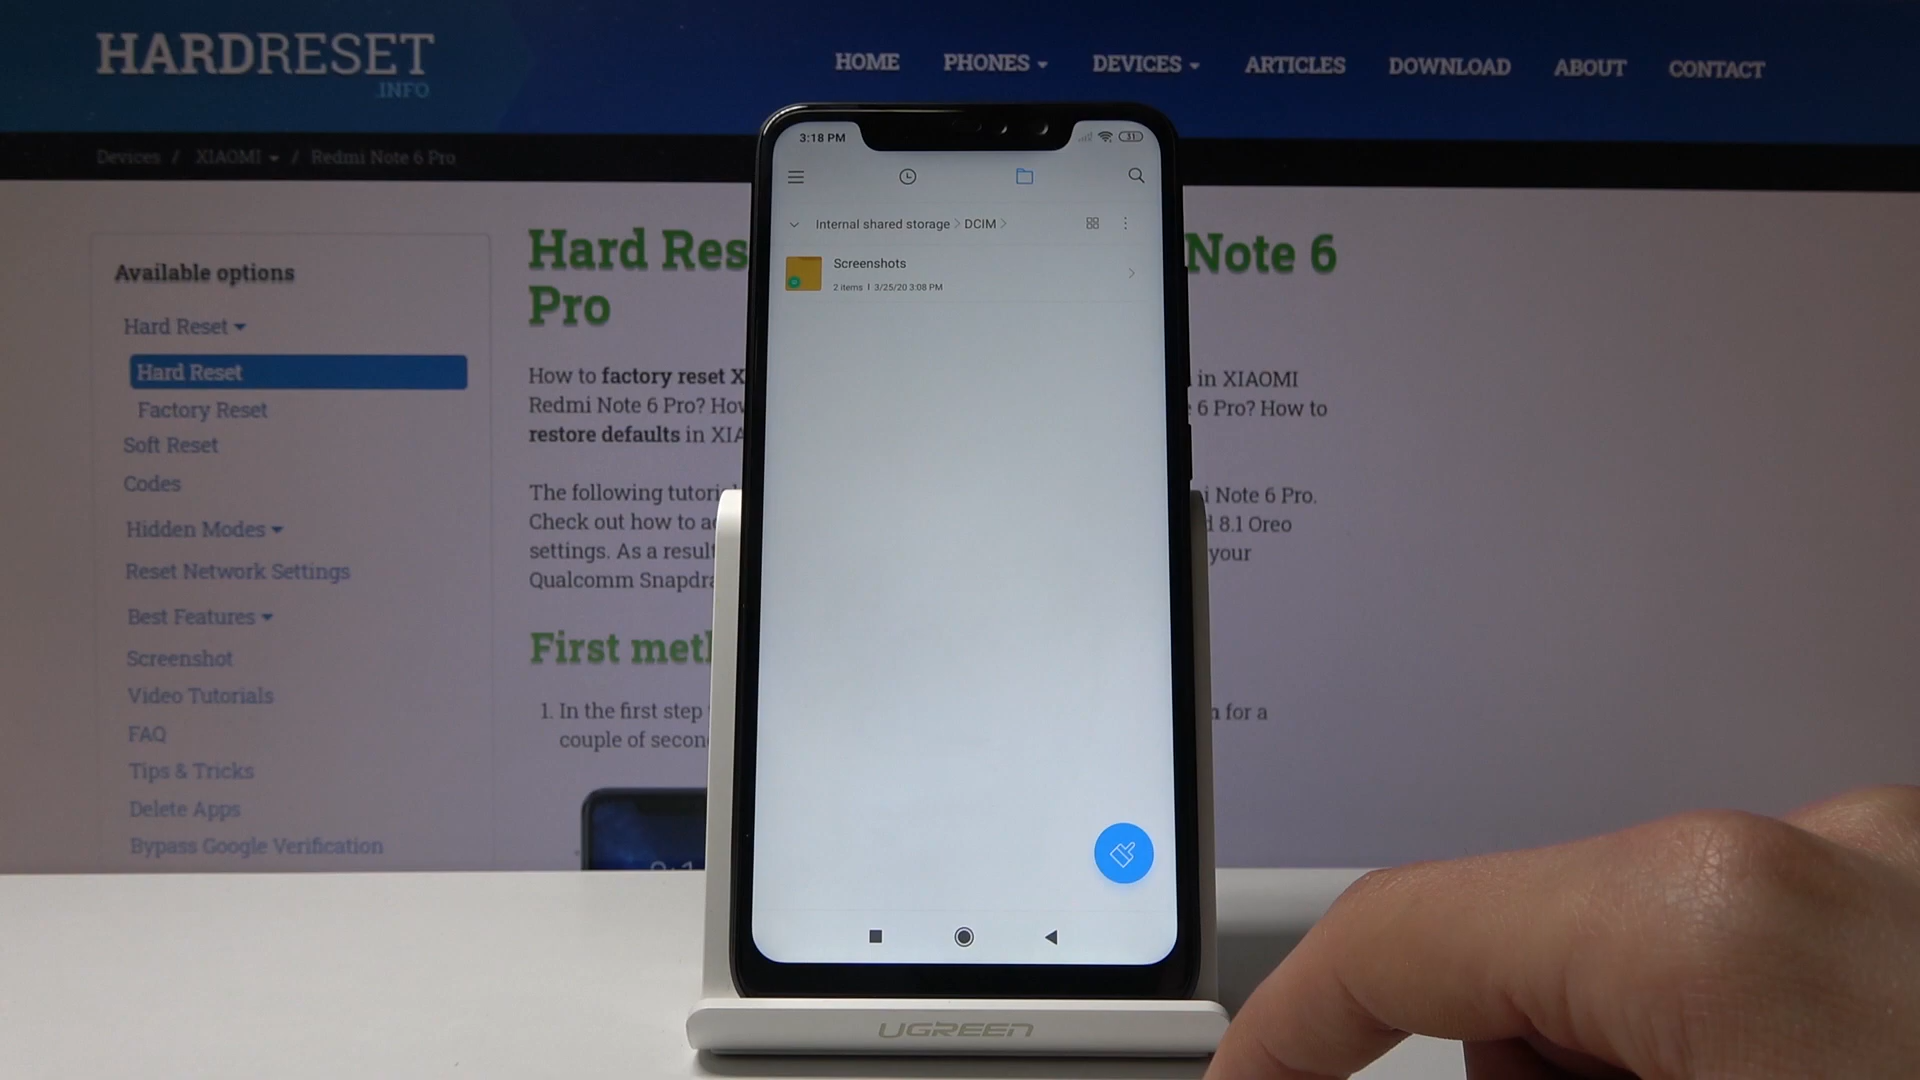 HARDRESET
.INFO
HOME
PHONES
DEVICES
ARTICLES
DOWNLOAD
ABOUT
CONTACT
Devices / XIAOMI / Redmi Note 6 Pro
Available options
Hard Reset
Hard Reset
Factory Reset
Soft Reset
Codes
Hidden Modes
Reset Network Settings
Best Features
Screenshot
Video Tutorials
FAQ
Tips & Tricks
Delete Apps
Bypass Google Verification
Hard Res Note 6
Pro
How to factory reset X in XIAOMI
Redmi Note 6 Pro? How 6 Pro? How to
restore defaults in XIA
The following tutori i Note 6 Pro.
Check out how to a d 8.1 Oreo
settings. As a result your
Qualcomm Snapdra
First met
1. In the first step n for a
couple of secon
3:18 PM
31
Internal shared storage > DCIM >
Screenshots
2 items | 3/25/20 3:08 PM
UGREEN